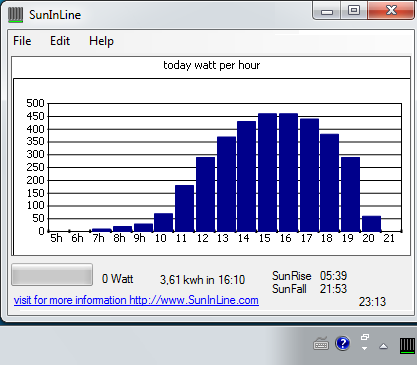 SunInLine
File Edit Help
today watt per hour
500
450
400
350
300
250
200
150
100
50
0
5h 6h 7h 8h 9h 10 11 12 13 14 15 16 17 18 19 20 21
0 Watt 3,61 kwh in 16:10 SunRise 05:39
SunFall 21:53
visit for more information http://www.SunInLine.com 23:13